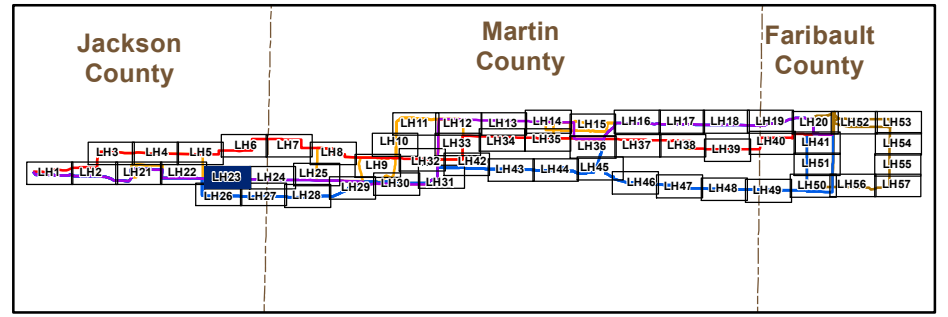 Jackson
County
Martin
County
Faribault
County
LH11 LH12 LH13 LH14 LH15 LH16 LH17 LH18 LH19 LH20 LH52 LH53
LH6 LH7 LH10 LH33 LH34 LH35 LH36 LH37 LH38 LH39 LH40 LH41 LH54
LH3 LH4 LH5 LH8 LH9 LH32 LH42 LH51 LH55
LH1 LH2 LH21 LH22 LH23 LH24 LH25 LH29 LH30 LH31 LH43 LH44 LH45 LH46 LH47 LH48 LH49 LH50 LH56 LH57
LH26 LH27 LH28